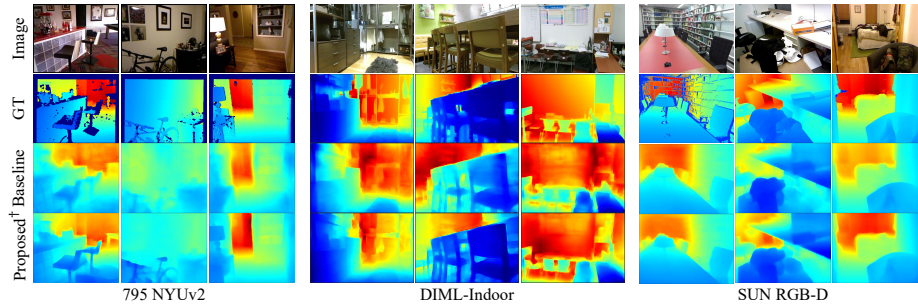 Image
GT
Baseline
Proposed†
795 NYUv2
DIML-Indoor
SUN RGB-D